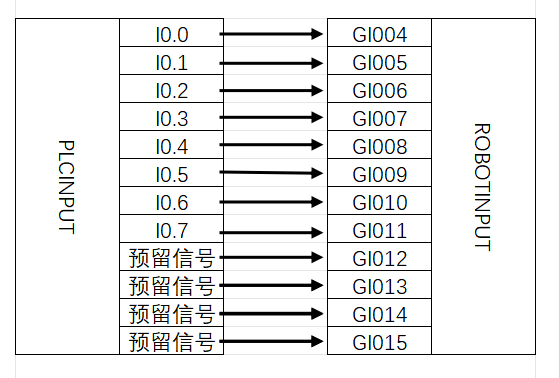 PLCINPUT
I0.0 GI004
I0.1 GI005
I0.2 GI006
I0.3 GI007
I0.4 GI008
I0.5 GI009
I0.6 GI010
I0.7 GI011
预留信号 GI012
预留信号 GI013
预留信号 GI014
预留信号 GI015
ROBOTINPUT